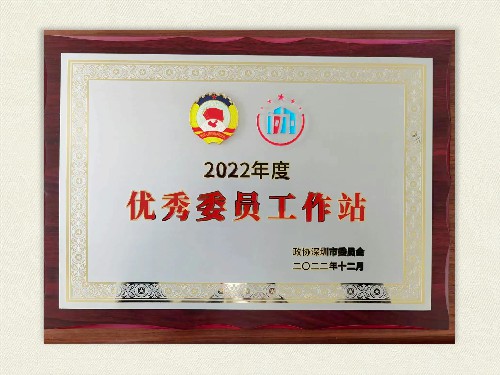 2022年度
优秀委员工作站
政协深圳市委员会
二〇二二年十二月